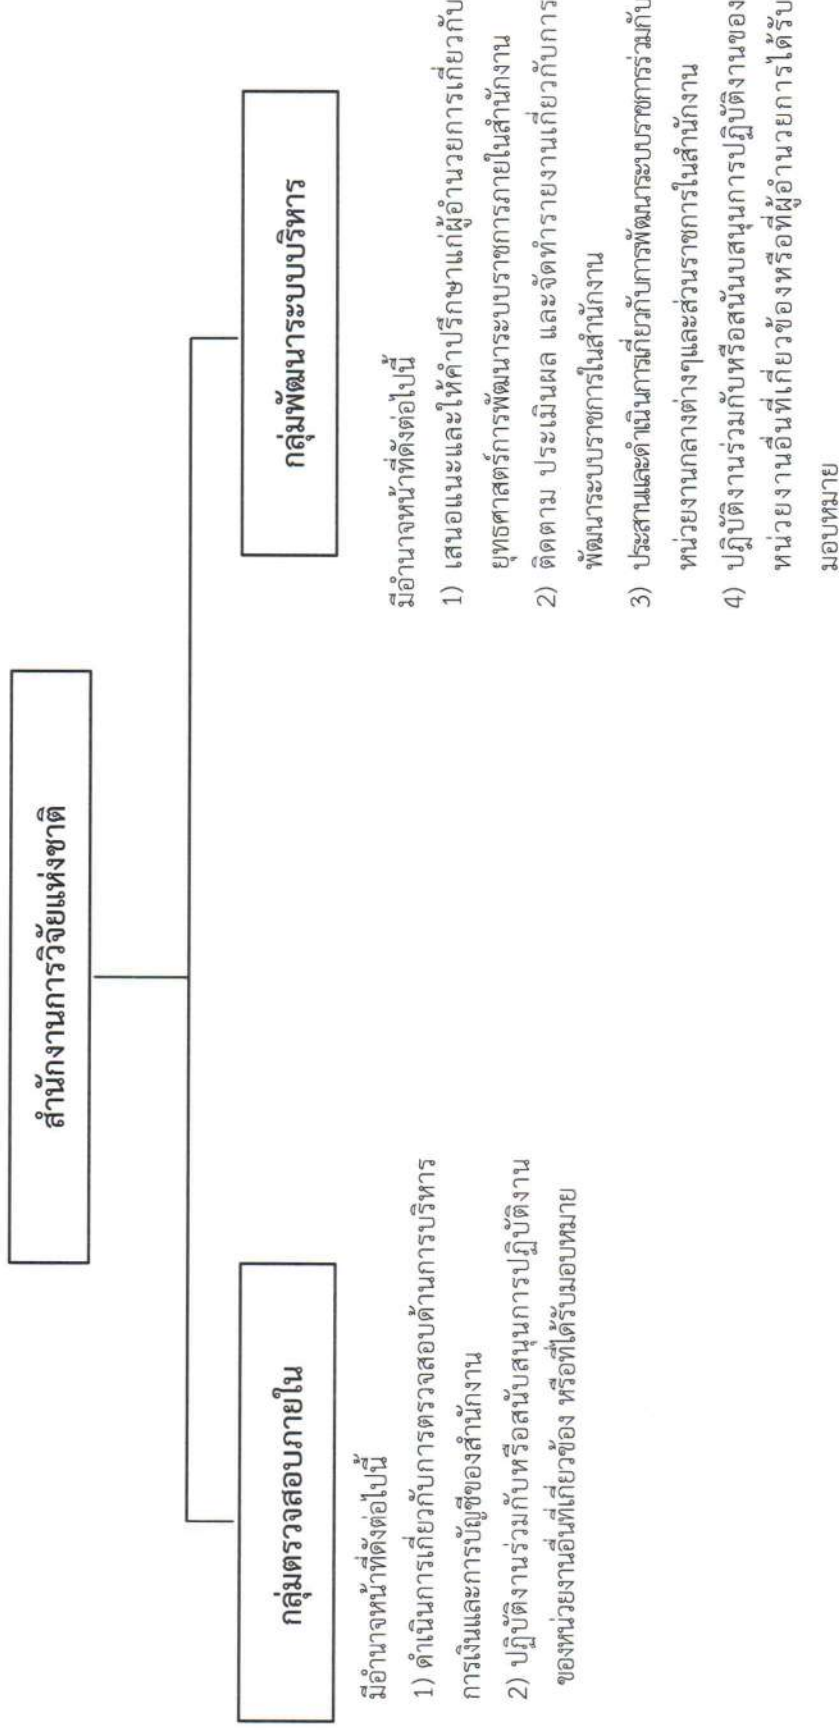 สำนักงานการวิจัยแห่งชาติ
กลุ่มตรวจสอบภายใน
มีอำนาจหน้าที่ดังต่อไปนี้
1) ดำเนินการเกี่ยวกับการตรวจสอบด้านการบริหาร
การเงินและการบัญชีของสำนักงาน
2) ปฏิบัติงานร่วมกับหรือสนับสนุนการปฏิบัติงาน
ของหน่วยงานอื่นที่เกี่ยวข้อง หรือที่ได้รับมอบหมาย
กลุ่มพัฒนาระบบบริหาร
มีอำนาจหน้าที่ดังต่อไปนี้
1) เสนอแนะและให้คำปรึกษาแก่ผู้อำนวยการเกี่ยวกับ
ยุทธศาสตร์การพัฒนาระบบราชการภายในสำนักงาน
2) ติดตาม ประเมินผล และจัดทำรายงานเกี่ยวกับการ
พัฒนาระบบราชการในสำนักงาน
3) ประสานและดำเนินการเกี่ยวกับการพัฒนาระบบราชการร่วมกับ
หน่วยงานกลางต่างๆและส่วนราชการในสำนักงาน
4) ปฏิบัติงานร่วมกับหรือสนับสนุนการปฏิบัติงานของ
หน่วยงานอื่นที่เกี่ยวข้องหรือที่ผู้อำนวยการได้รับ
มอบหมาย